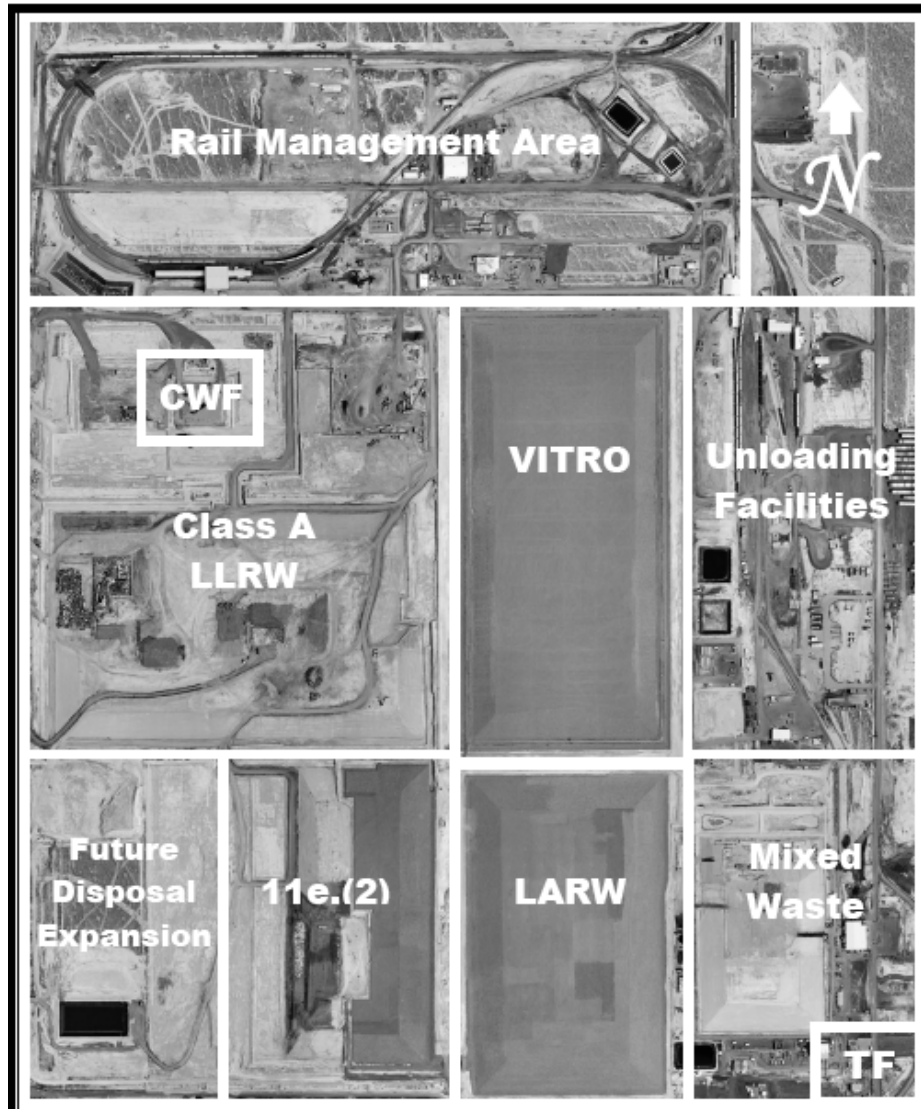 Rail Management Area
N
CWF
Class A
LLRW
VITRO
Unloading
Facilities
Future
Disposal
Expansion
11e.(2)
LARW
Mixed
Waste
TF